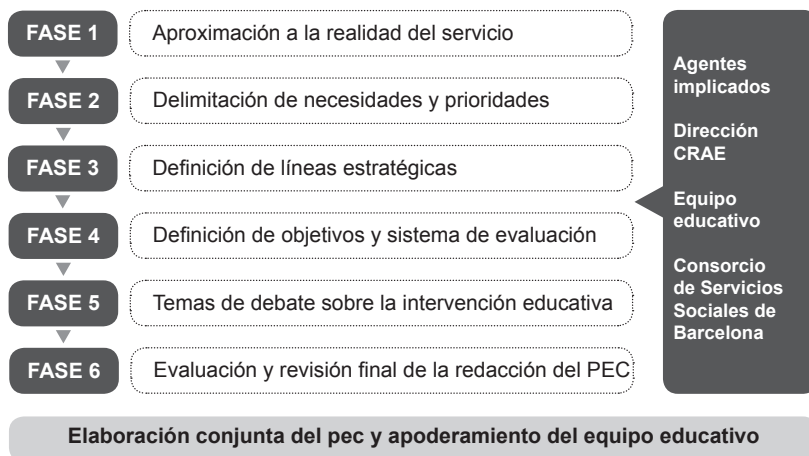 FASE 1
Aproximación a la realidad del servicio
FASE 2
Delimitación de necesidades y prioridades
FASE 3
Definición de líneas estratégicas
FASE 4
Definición de objetivos y sistema de evaluación
FASE 5
Temas de debate sobre la intervención educativa
FASE 6
Evaluación y revisión final de la redacción del PEC
Agentes
implicados
Dirección
CRAE
Equipo
educativo
Consorcio
de Servicios
Sociales de
Barcelona
Elaboración conjunta del pec y apoderamiento del equipo educativo